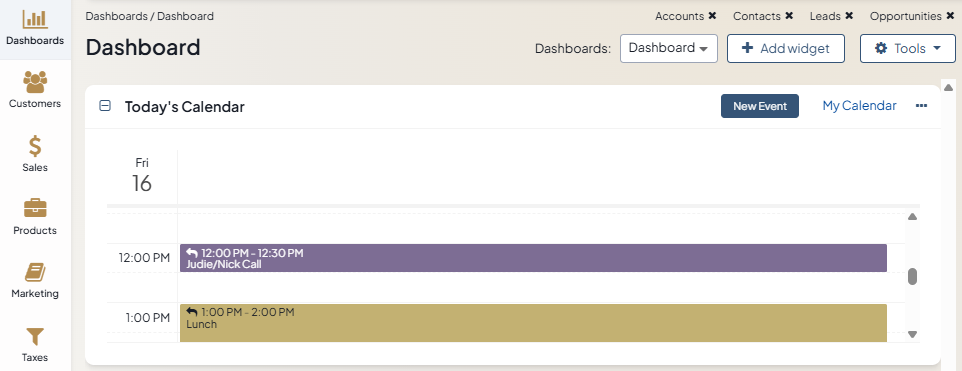 Dashboards
Customers
Sales
Products
Marketing
Taxes
Dashboards / Dashboard
Accounts ✖ Contacts ✖ Leads ✖ Opportunities ✖
Dashboard
Dashboards: Dashboard + Add widget Tools
Today's Calendar
New Event My Calendar •••
Fri
16
12:00 PM
12:00 PM - 12:30 PM
Judie/Nick Call
1:00 PM
1:00 PM - 2:00 PM
Lunch